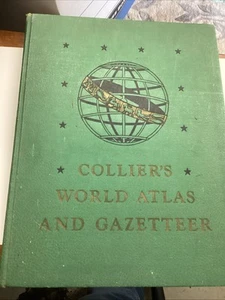 COLLIER'S
WORLD ATLAS
AND GAZETTEER